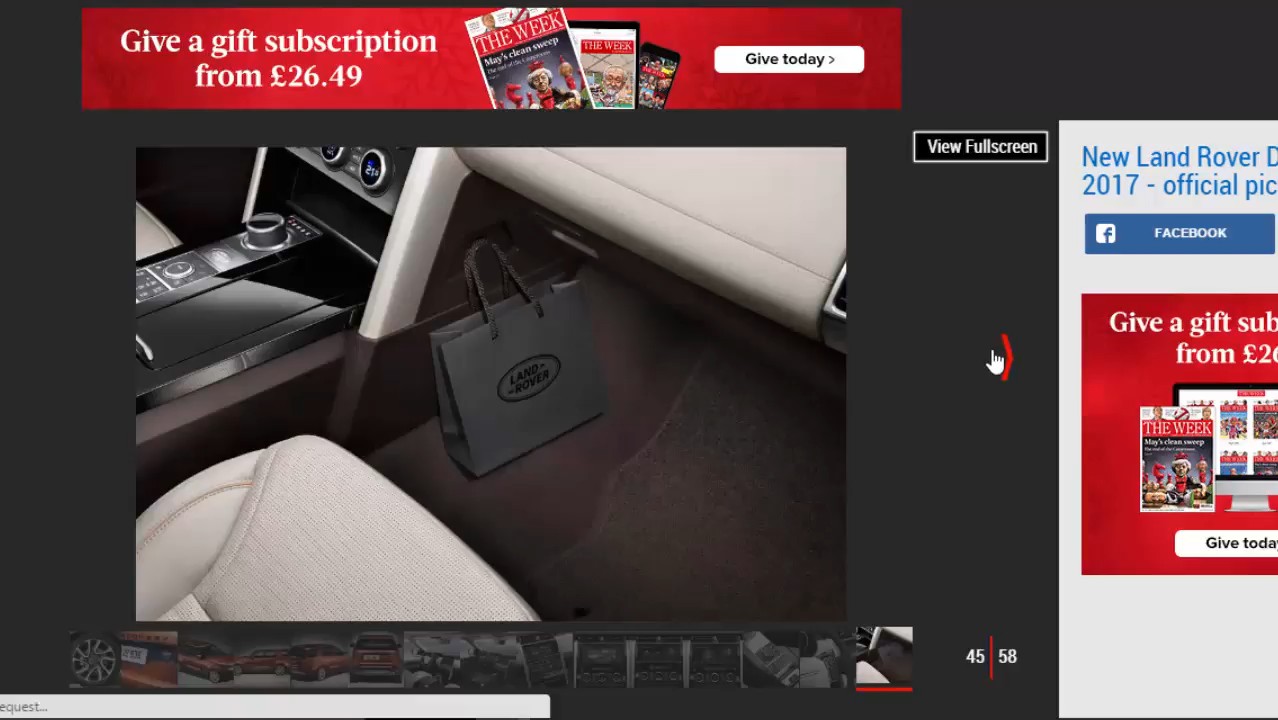 Give a gift subscription
from £26.49
THE WEEK
May's clean sweep
THE WEEK
Give today >
View Fullscreen
New Land Rover D
2017 - official pic
FACEBOOK
LAND
ROVER
Give a gift sub
from £2
THE WEEK
May's clean sweep
Give toda
45 58
equest...